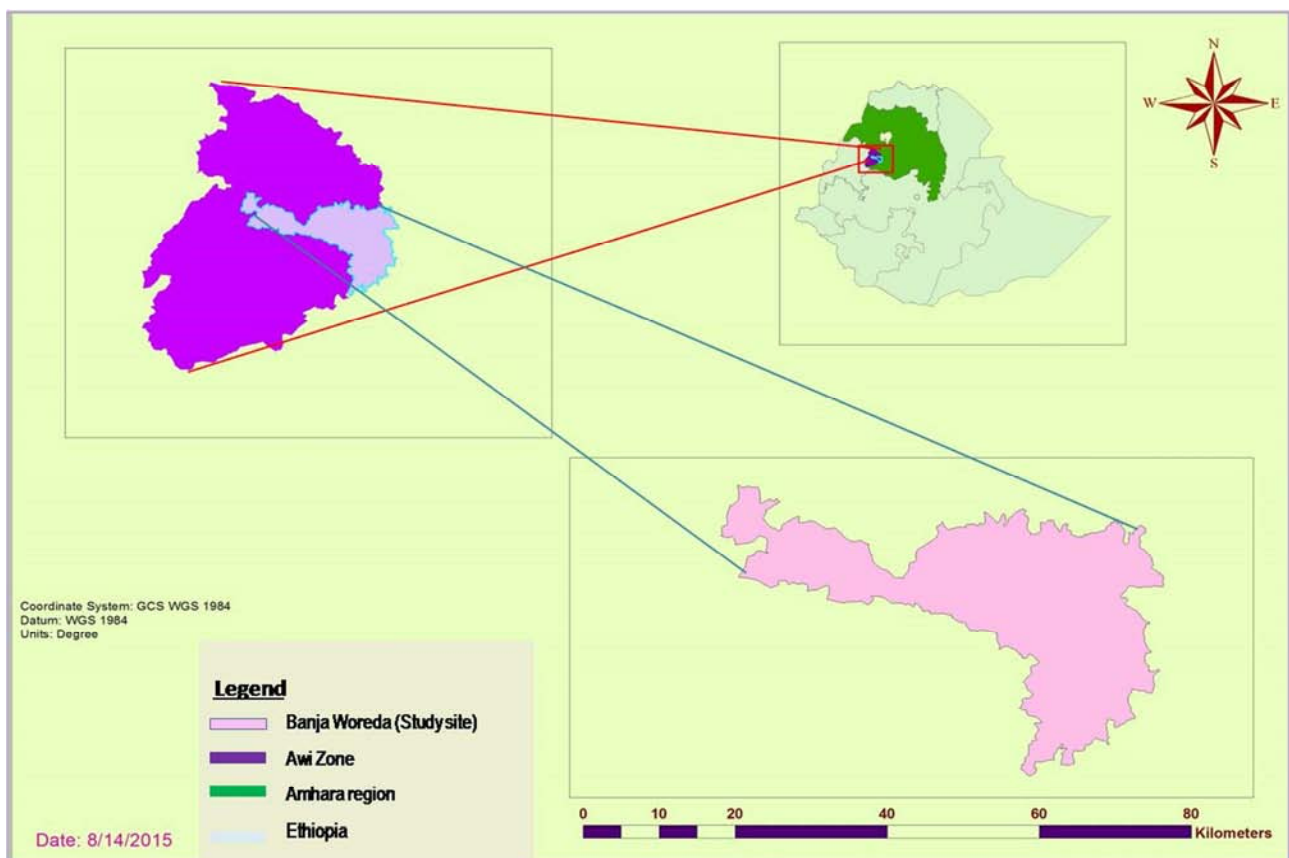 N
W E
S
Coordinate System: GCS WGS 1984
Datum: WGS 1984
Units: Degree
Legend
Banja Woreda (Study site)
Awi Zone
Amhara region
Ethiopia
Date: 8/14/2015
0 10 20 40 60 80
Kilometers